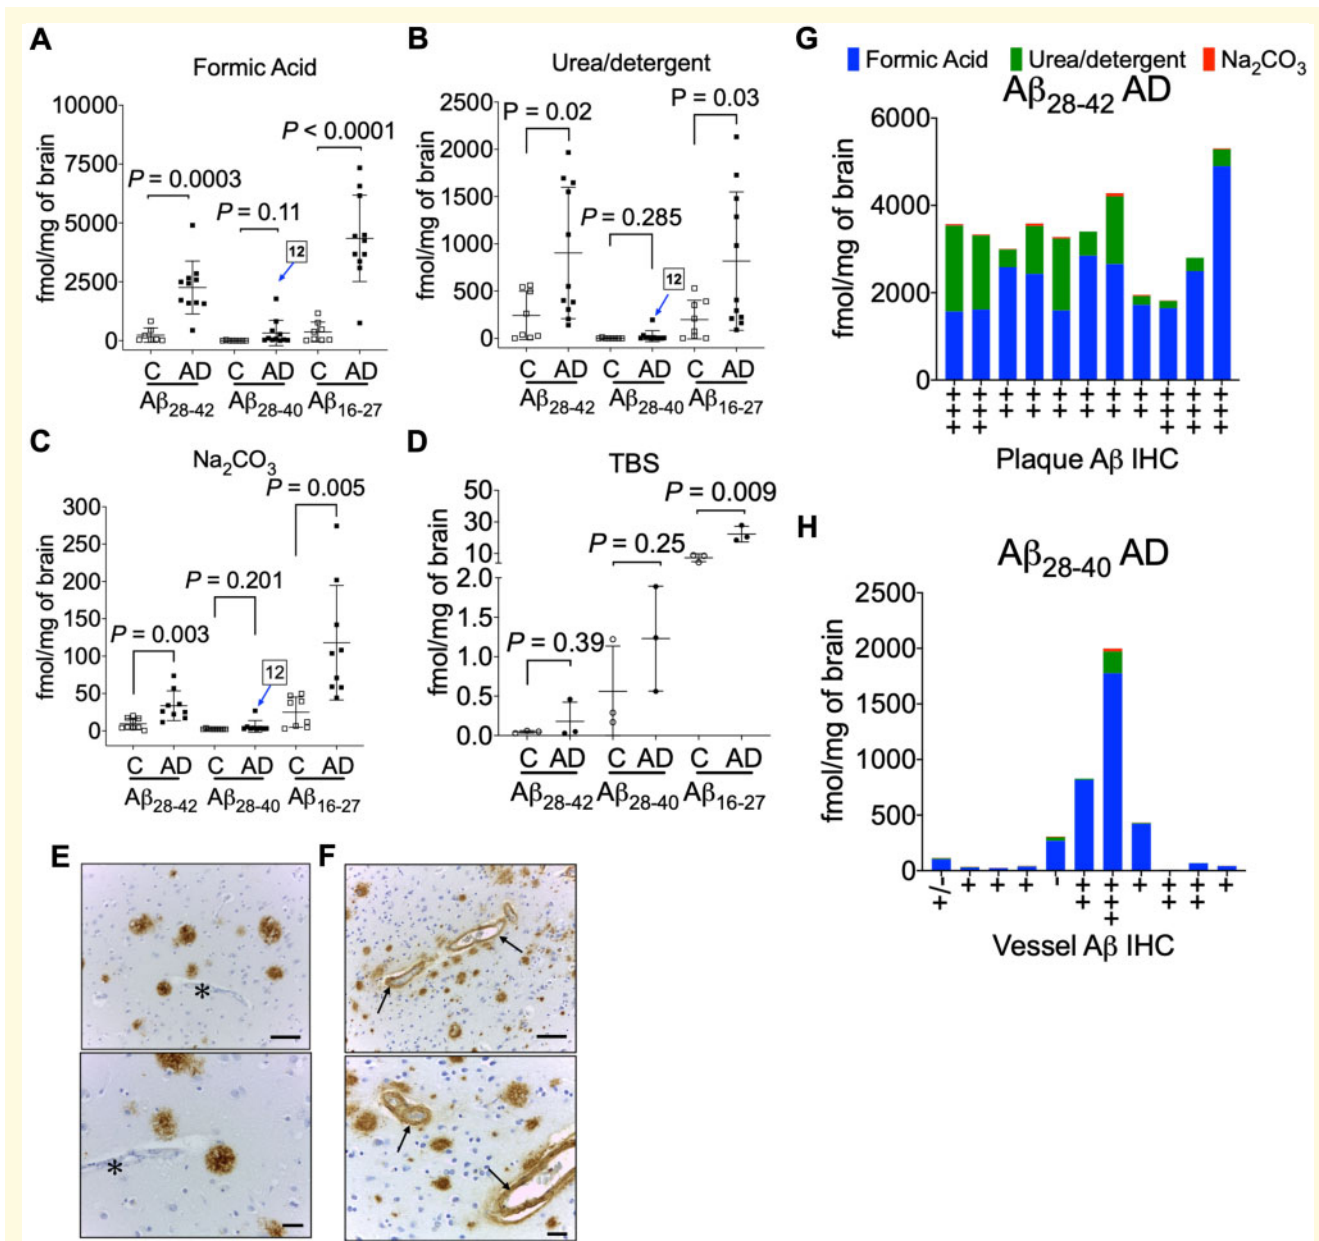 A
Formic Acid
fmol/mg of brain
10000
7500
5000
2500
0
P = 0.0003
P = 0.11
P < 0.0001
12
C AD C AD C AD
Aβ28-42 Aβ28-40 Aβ16-27
B
Urea/detergent
fmol/mg of brain
2500
2000
1500
1000
500
0
P = 0.02
P = 0.285
P = 0.03
12
C AD C AD C AD
Aβ28-42 Aβ28-40 Aβ16-27
C
Na2CO3
fmol/mg of brain
300
250
200
150
100
50
0
P = 0.003
P = 0.201
P = 0.005
12
C AD C AD C AD
Aβ28-42 Aβ28-40 Aβ16-27
D
TBS
fmol/mg of brain
50
30
10
2.0
1.5
1.0
0.5
0.0
P = 0.39
P = 0.25
P = 0.009
C AD C AD C AD
Aβ28-42 Aβ28-40 Aβ16-27
E
*
*
F
G
Formic Acid Urea/detergent Na2CO3
Aβ28-42 AD
fmol/mg of brain
6000
4000
2000
0
+++ +++ ++ ++ ++ ++ ++ ++ +++ ++ +++
Plaque Aβ IHC
H
Aβ28-40 AD
fmol/mg of brain
2500
2000
1500
1000
500
0
+/- + + + - ++ +++ + ++ ++ +
Vessel Aβ IHC